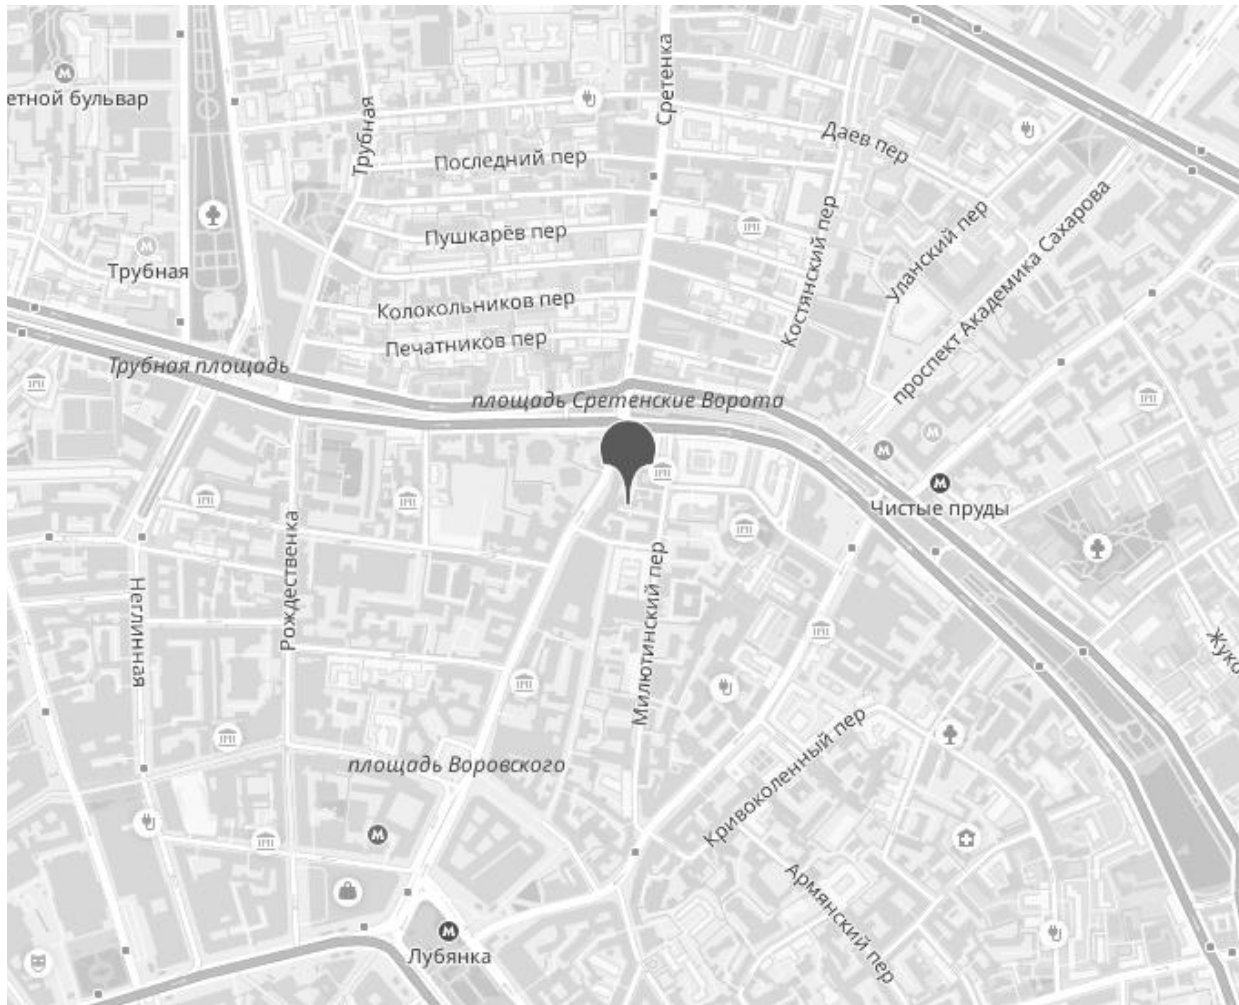 Сретенка
етной бульвар
Трубная
Даев пер
Последний пер
Пушкарёв пер
Костянский пер
Уланский пер
проспект Академика Сахарова
Трубная
Колокольников пер
Печатников пер
Трубная площадь
площадь Сретенские Ворота
Чистые пруды
Рождественка
Неглинная
Милютинский пер
Жуко
площадь Воровского
Кривоколенный пер
Армянский пер
Лубянка